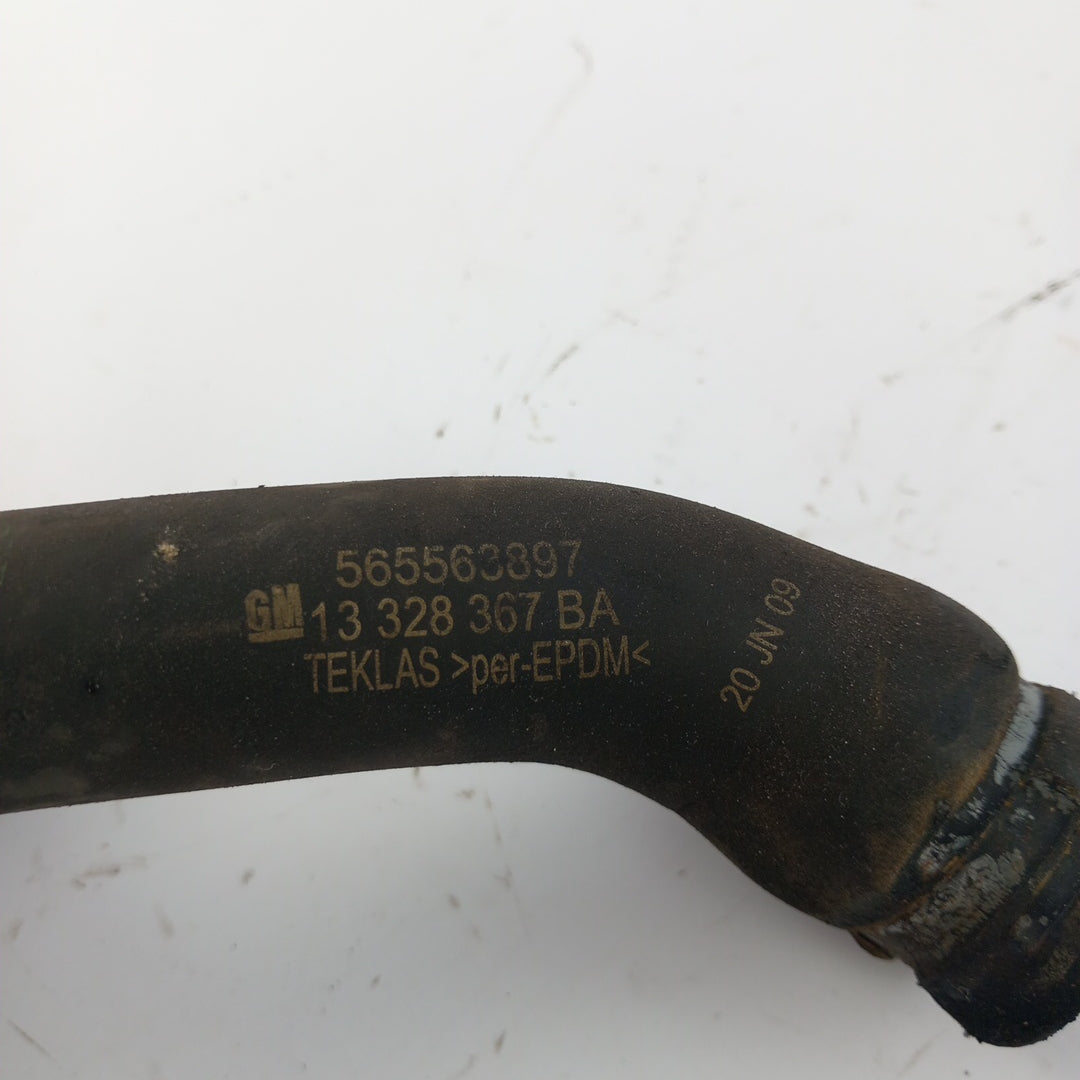 565563897
GM 13 328 367 BA
TEKLAS >per-EPDM<
20 JN 09